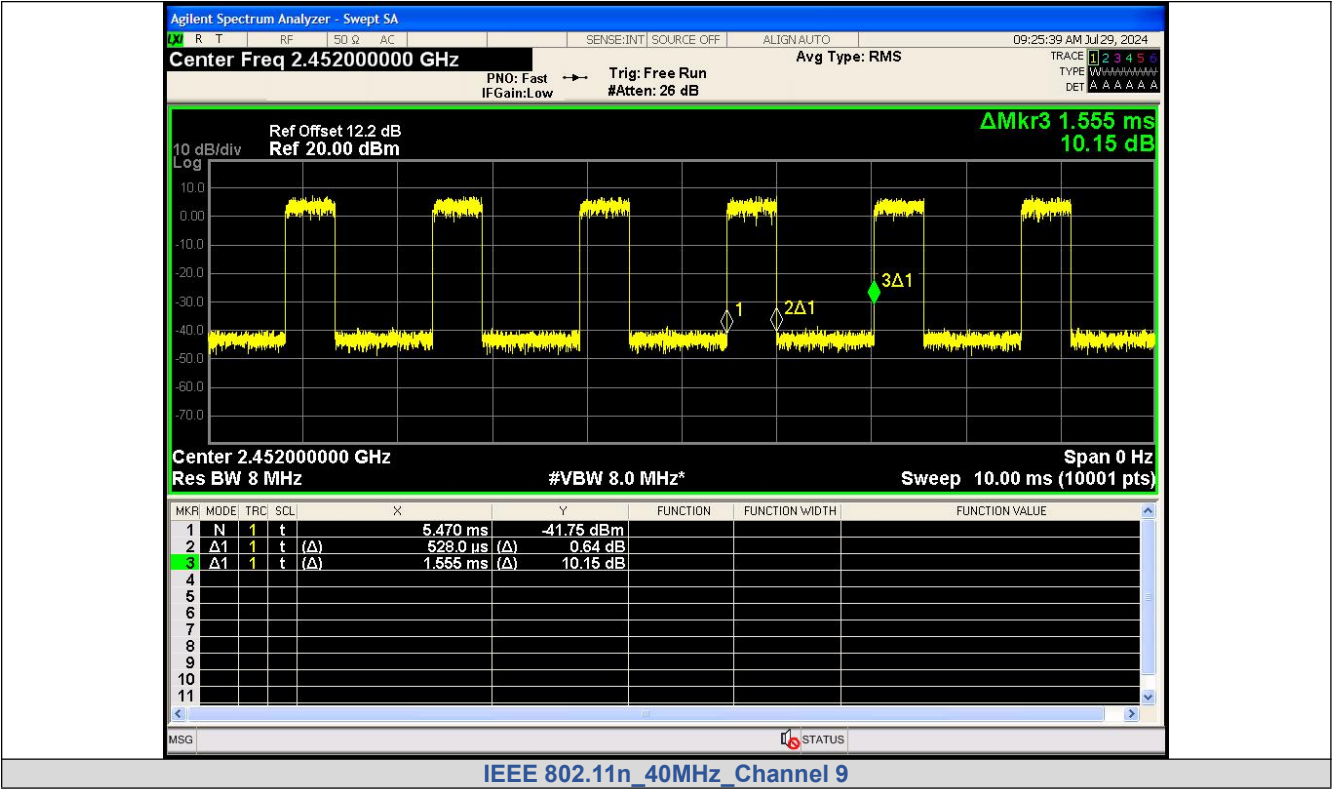 Agilent Spectrum Analyzer - Swept SA
LXI R T RF 50 Ω AC SENSE:INT SOURCE OFF ALIGN AUTO 09:25:39 AM Jul 29, 2024
Center Freq 2.452000000 GHz Avg Type: RMS TRACE 1 2 3 4 5 6
PNO: Fast Trig: Free Run TYPE W
IFGain:Low #Atten: 26 dB DET A A A A A A
ΔMkr3 1.555 ms
10.15 dB
Ref Offset 12.2 dB
10 dB/div Ref 20.00 dBm
Log
10.0
0.00
-10.0
-20.0
3Δ1
-30.0
1 2Δ1
-40.0
-50.0
-60.0
-70.0
Center 2.452000000 GHz Span 0 Hz
Res BW 8 MHz #VBW 8.0 MHz* Sweep 10.00 ms (10001 pts)
MKR MODE TRC SCL X Y FUNCTION FUNCTION WIDTH FUNCTION VALUE
1 N 1 t 5.470 ms -41.75 dBm
2 Δ1 1 t (Δ) 528.0 µs (Δ) 0.64 dB
3 Δ1 1 t (Δ) 1.555 ms (Δ) 10.15 dB
4
5
6
7
8
9
10
11
MSG STATUS
IEEE 802.11n_40MHz_Channel 9